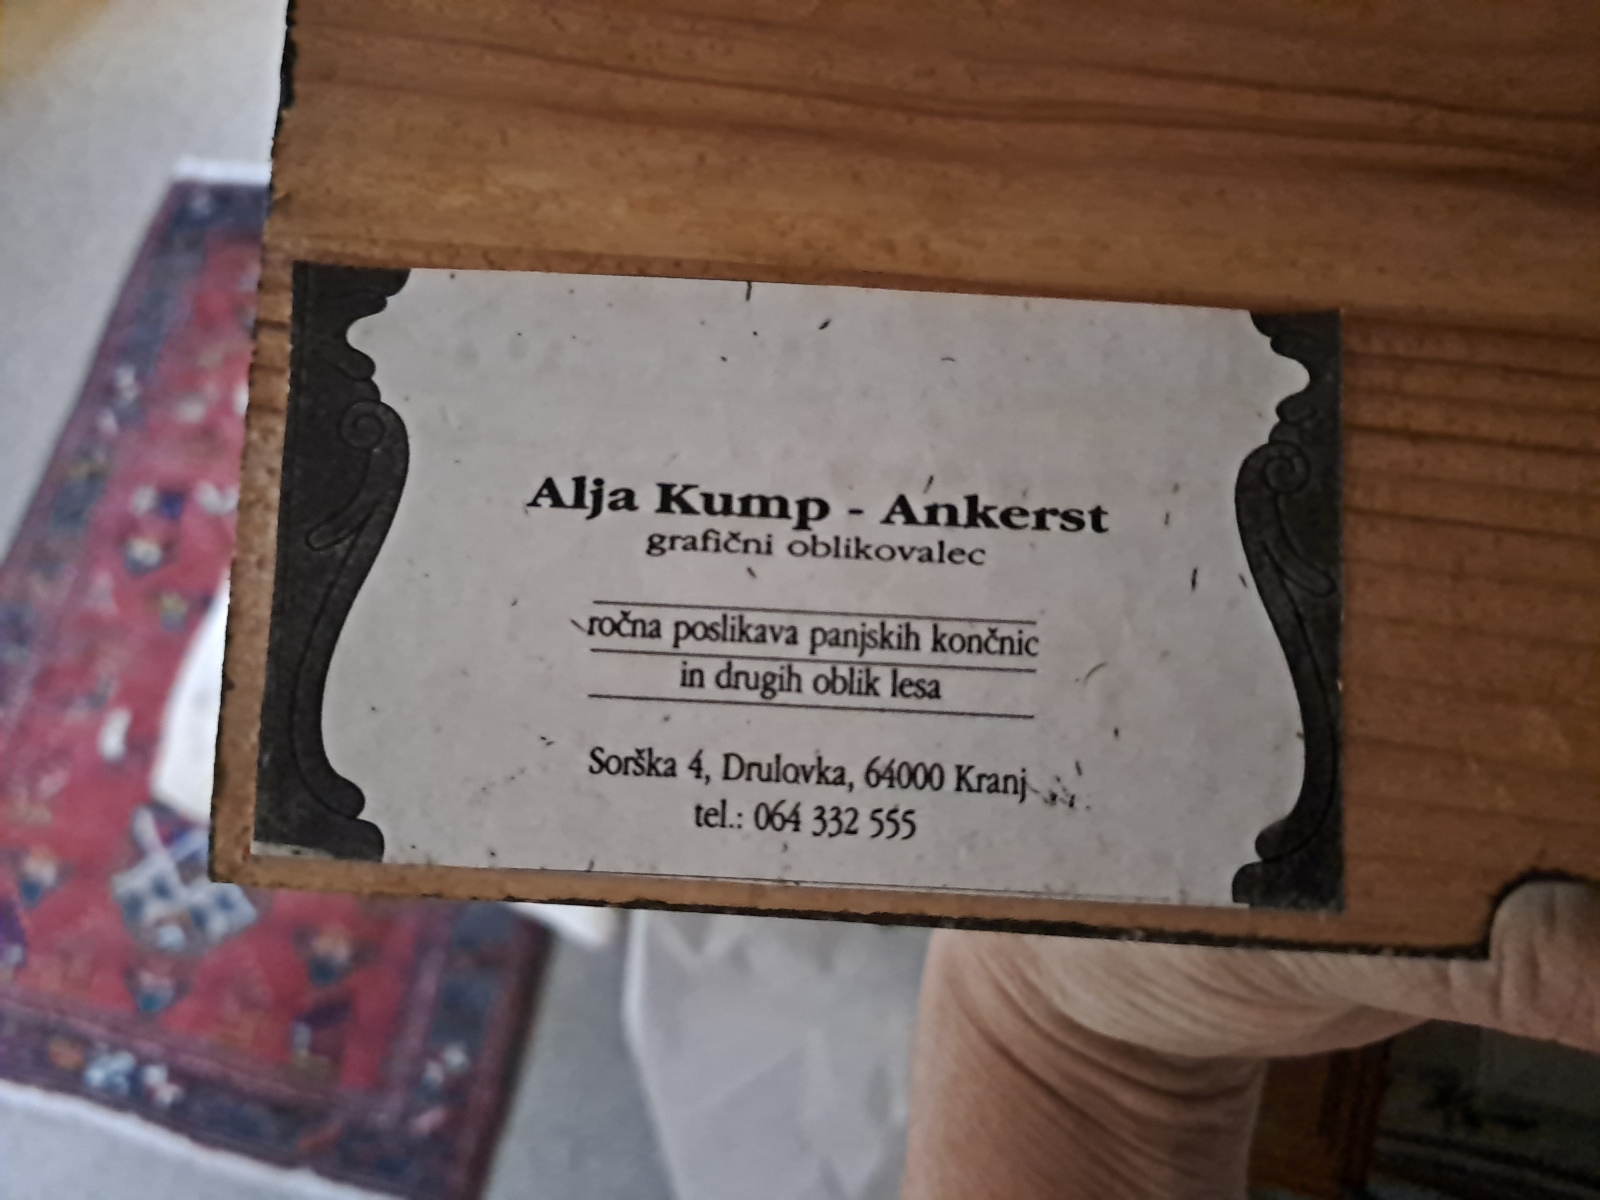 Alja Kump - Ankerst
grafični oblikovalec
ročna poslikava panjskih končnic
in drugih oblik lesa
Sorška 4, Drulovka, 64000 Kranj
tel.: 064 332 555